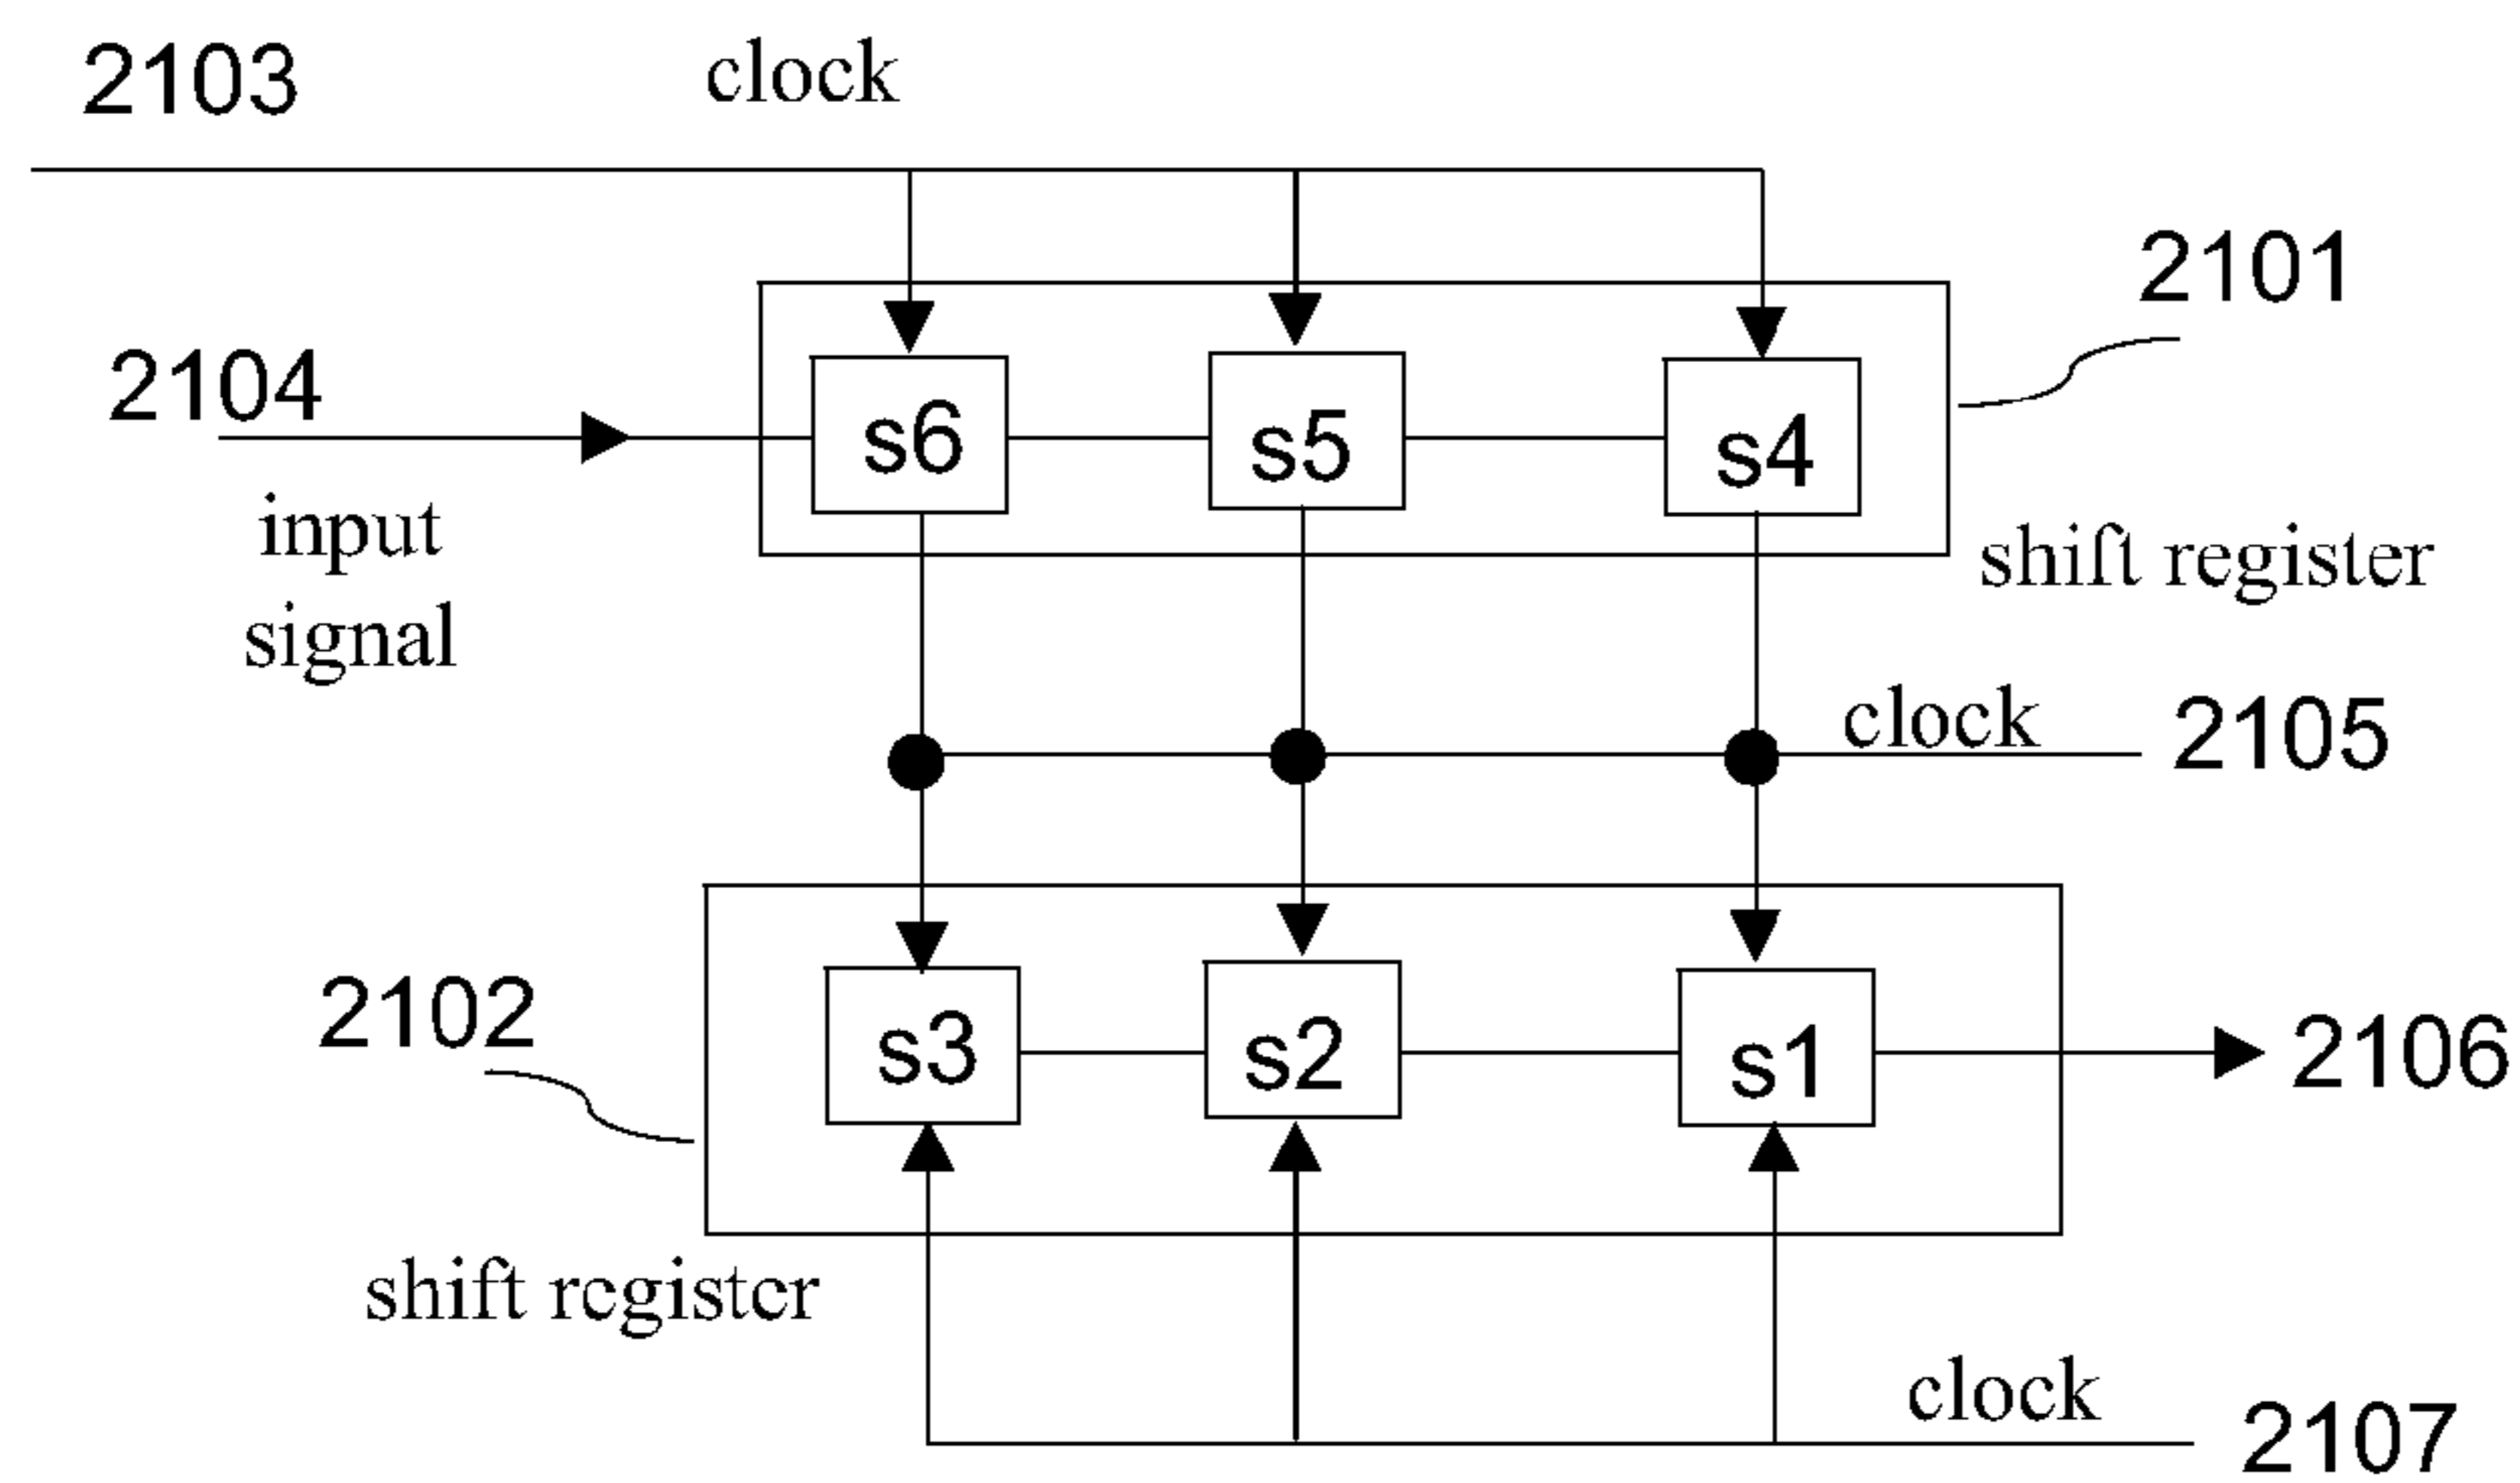 2103 clock
2101
2104
s6 s5 s4
input
signal
shift register
clock 2105
2102
s3 s2 s1
2106
shift register
clock
2107